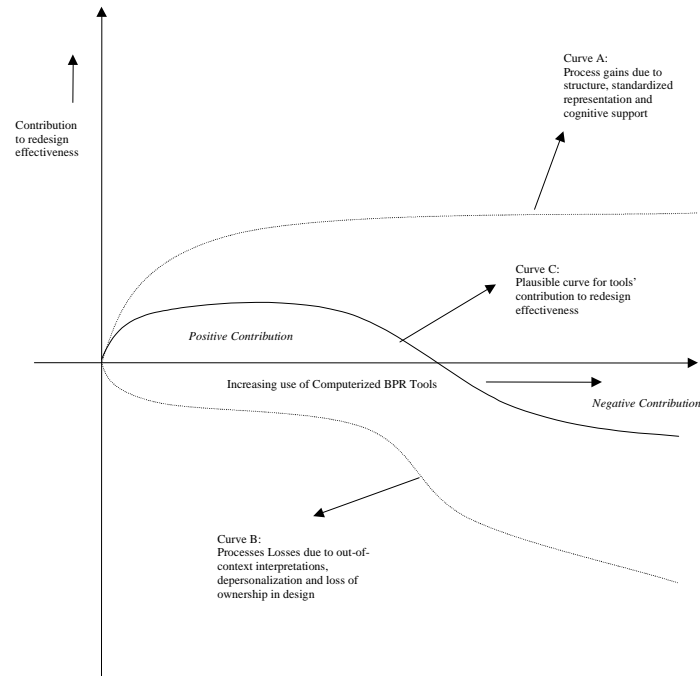 Curve A:
Process gains due to
structure, standardized
representation and
cognitive support
Contribution
to redesign
effectiveness
Curve C:
Plausible curve for tools'
contribution to redesign
effectiveness
Positive Contribution
Increasing use of Computerized BPR Tools
Negative Contribution
Curve B:
Processes Losses due to out-of-
context interpretations,
depersonalization and loss of
ownership in design